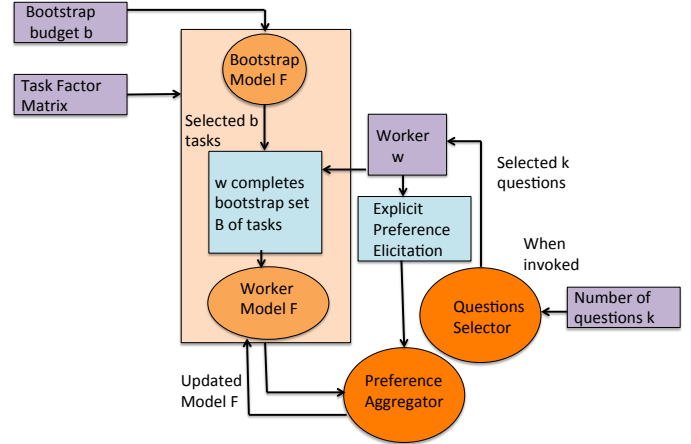 Bootstrap
budget b
Task Factor
Matrix
Bootstrap
Model F
Selected b
tasks
w completes
bootstrap set
B of tasks
Worker
Model F
Worker
w
Explicit
Preference
Elicitation
Selected k
questions
When
invoked
Questions
Selector
Number of
questions k
Updated
Model F
Preference
Aggregator